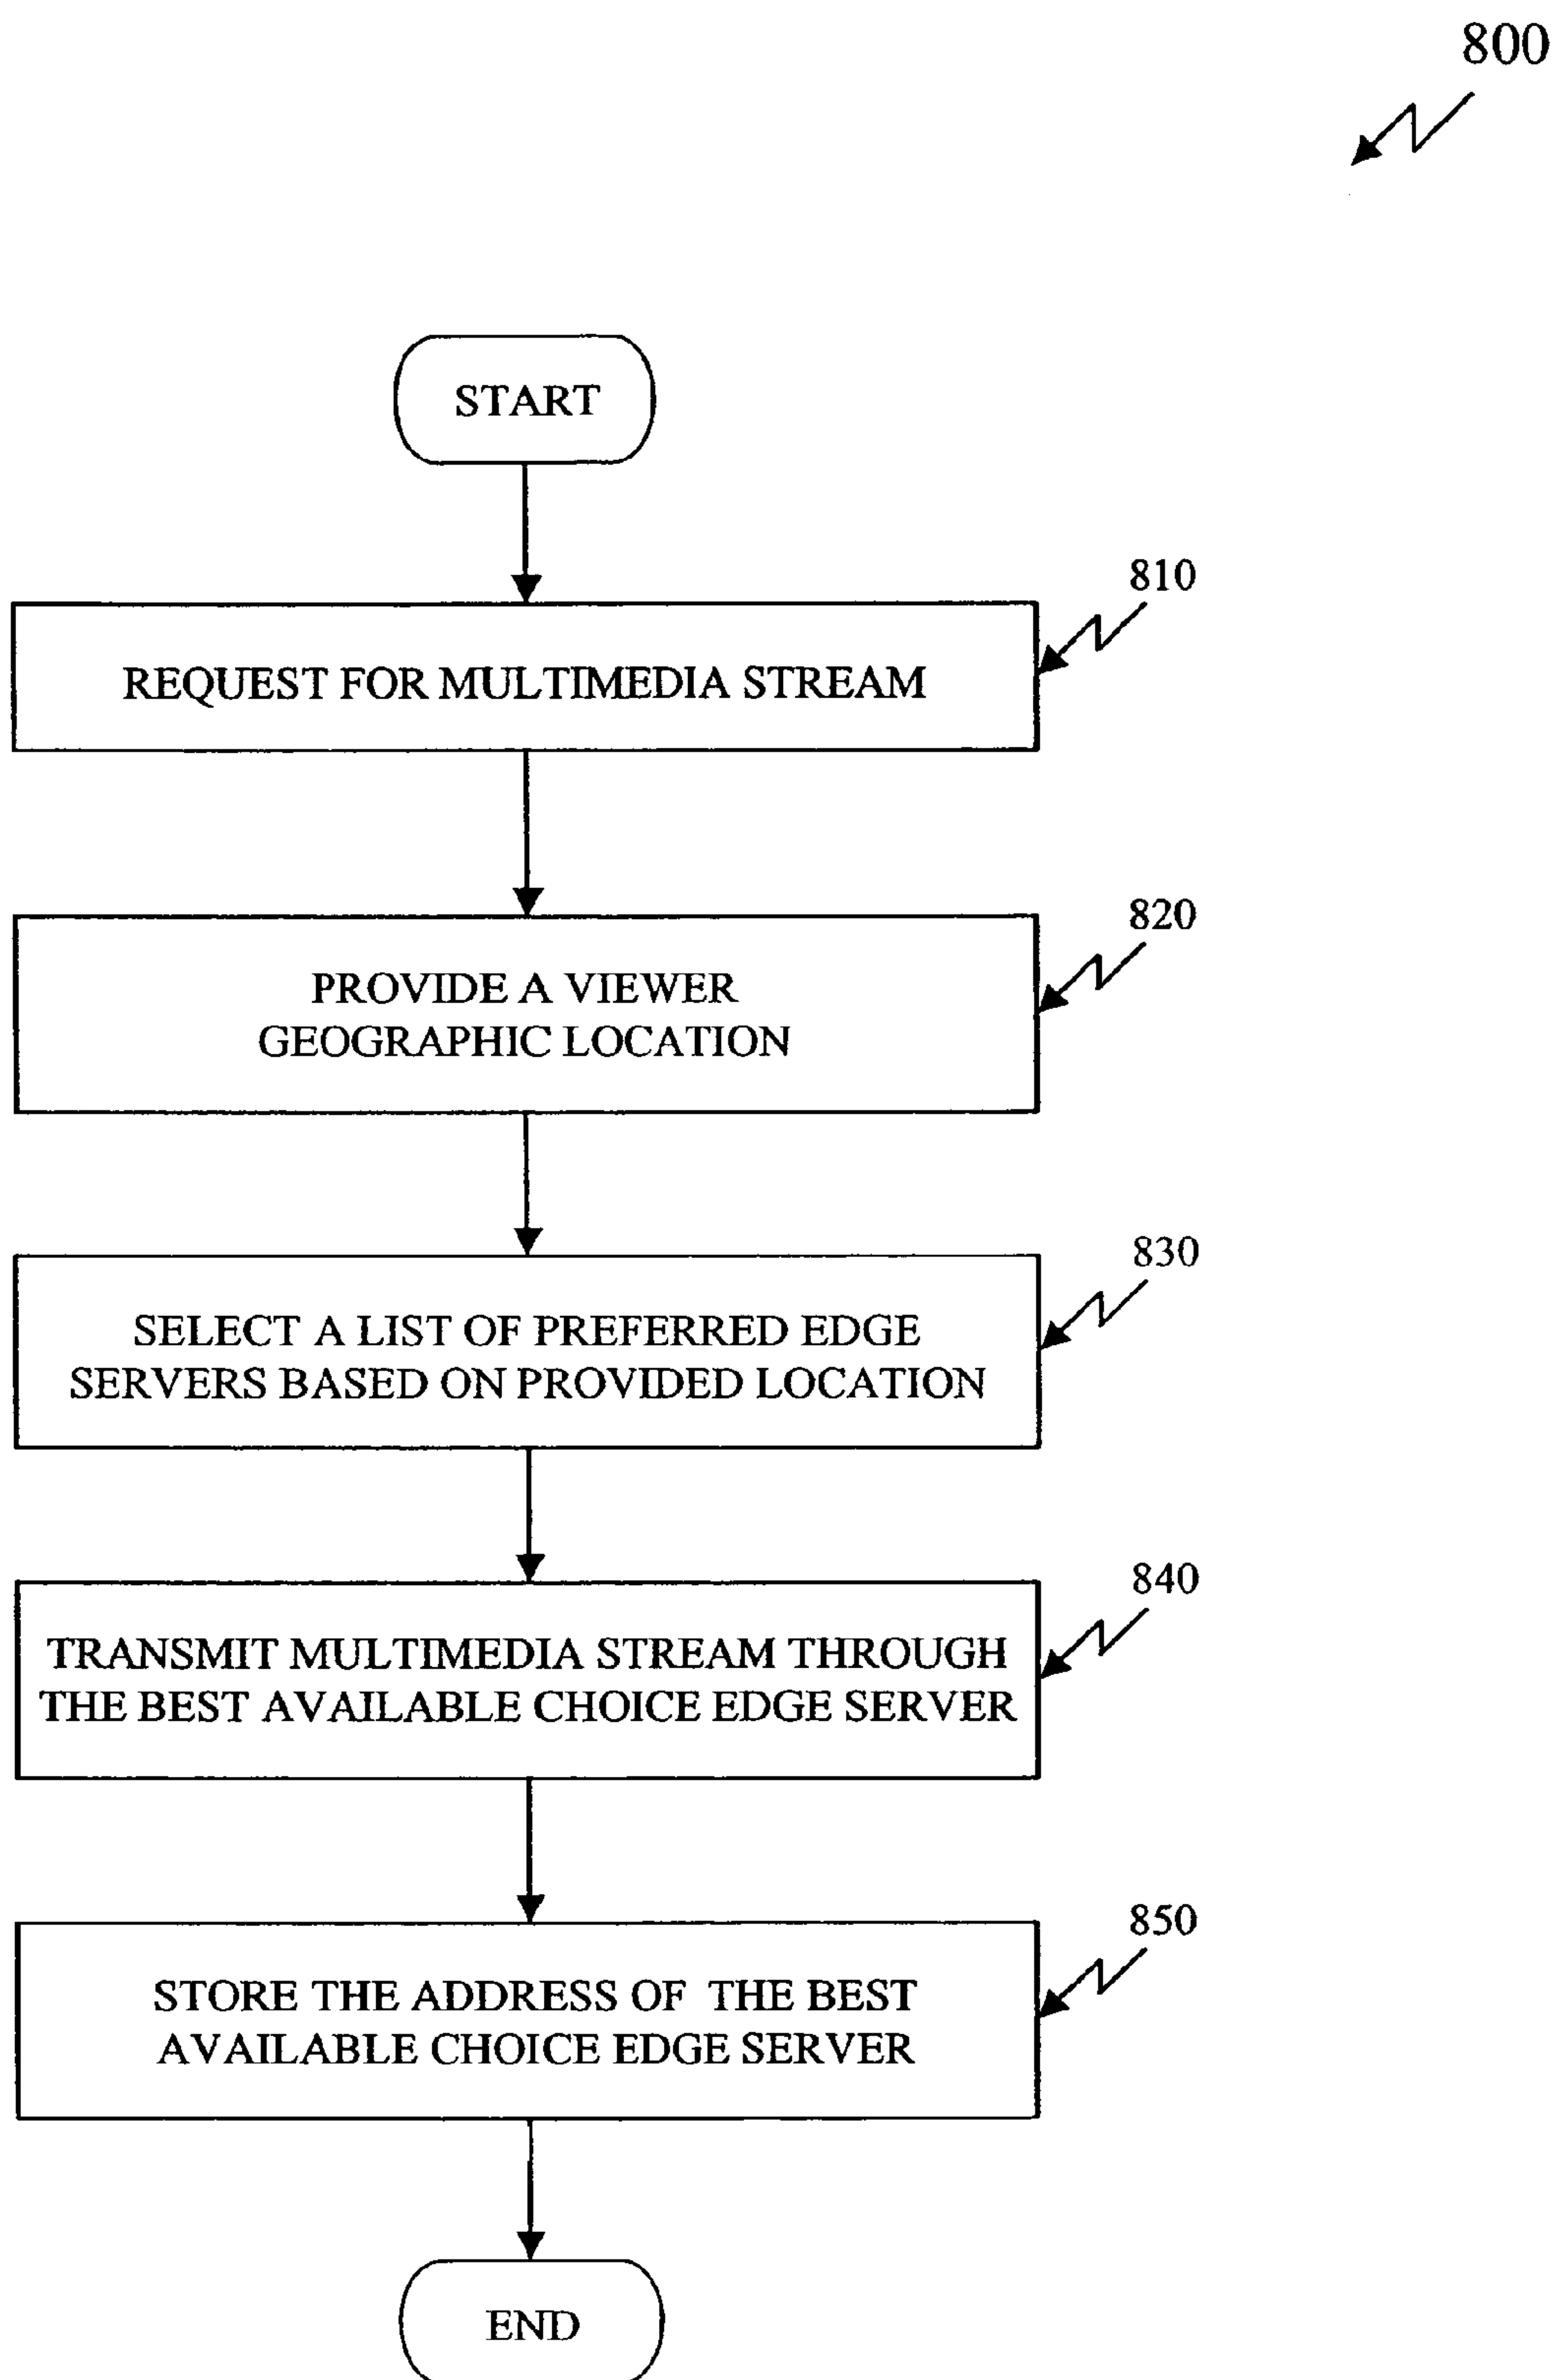 800
START
810
REQUEST FOR MULTIMEDIA STREAM
820
PROVIDE A VIEWER
GEOGRAPHIC LOCATION
830
SELECT A LIST OF PREFERRED EDGE
SERVERS BASED ON PROVIDED LOCATION
840
TRANSMIT MULTIMEDIA STREAM THROUGH
THE BEST AVAILABLE CHOICE EDGE SERVER
850
STORE THE ADDRESS OF THE BEST
AVAILABLE CHOICE EDGE SERVER
END